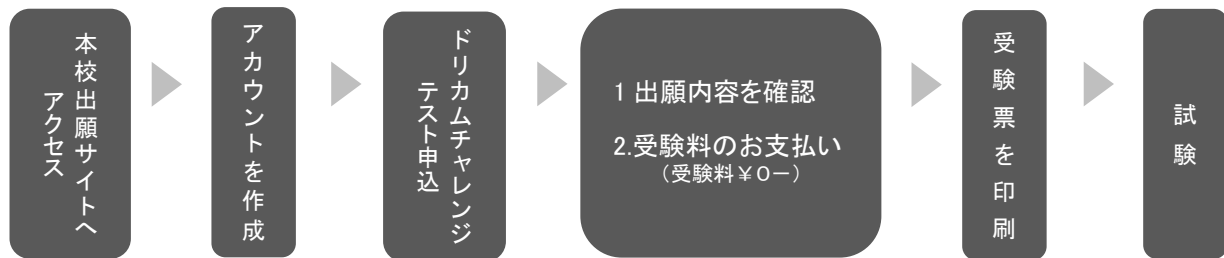 本校出願サイトへ
アクセス
アカウントを作成
ドリカムチャレンジ
テスト申込
1 出願内容を確認
2.受験料のお支払い
（受験料￥0ー）
受験票を印刷
試験